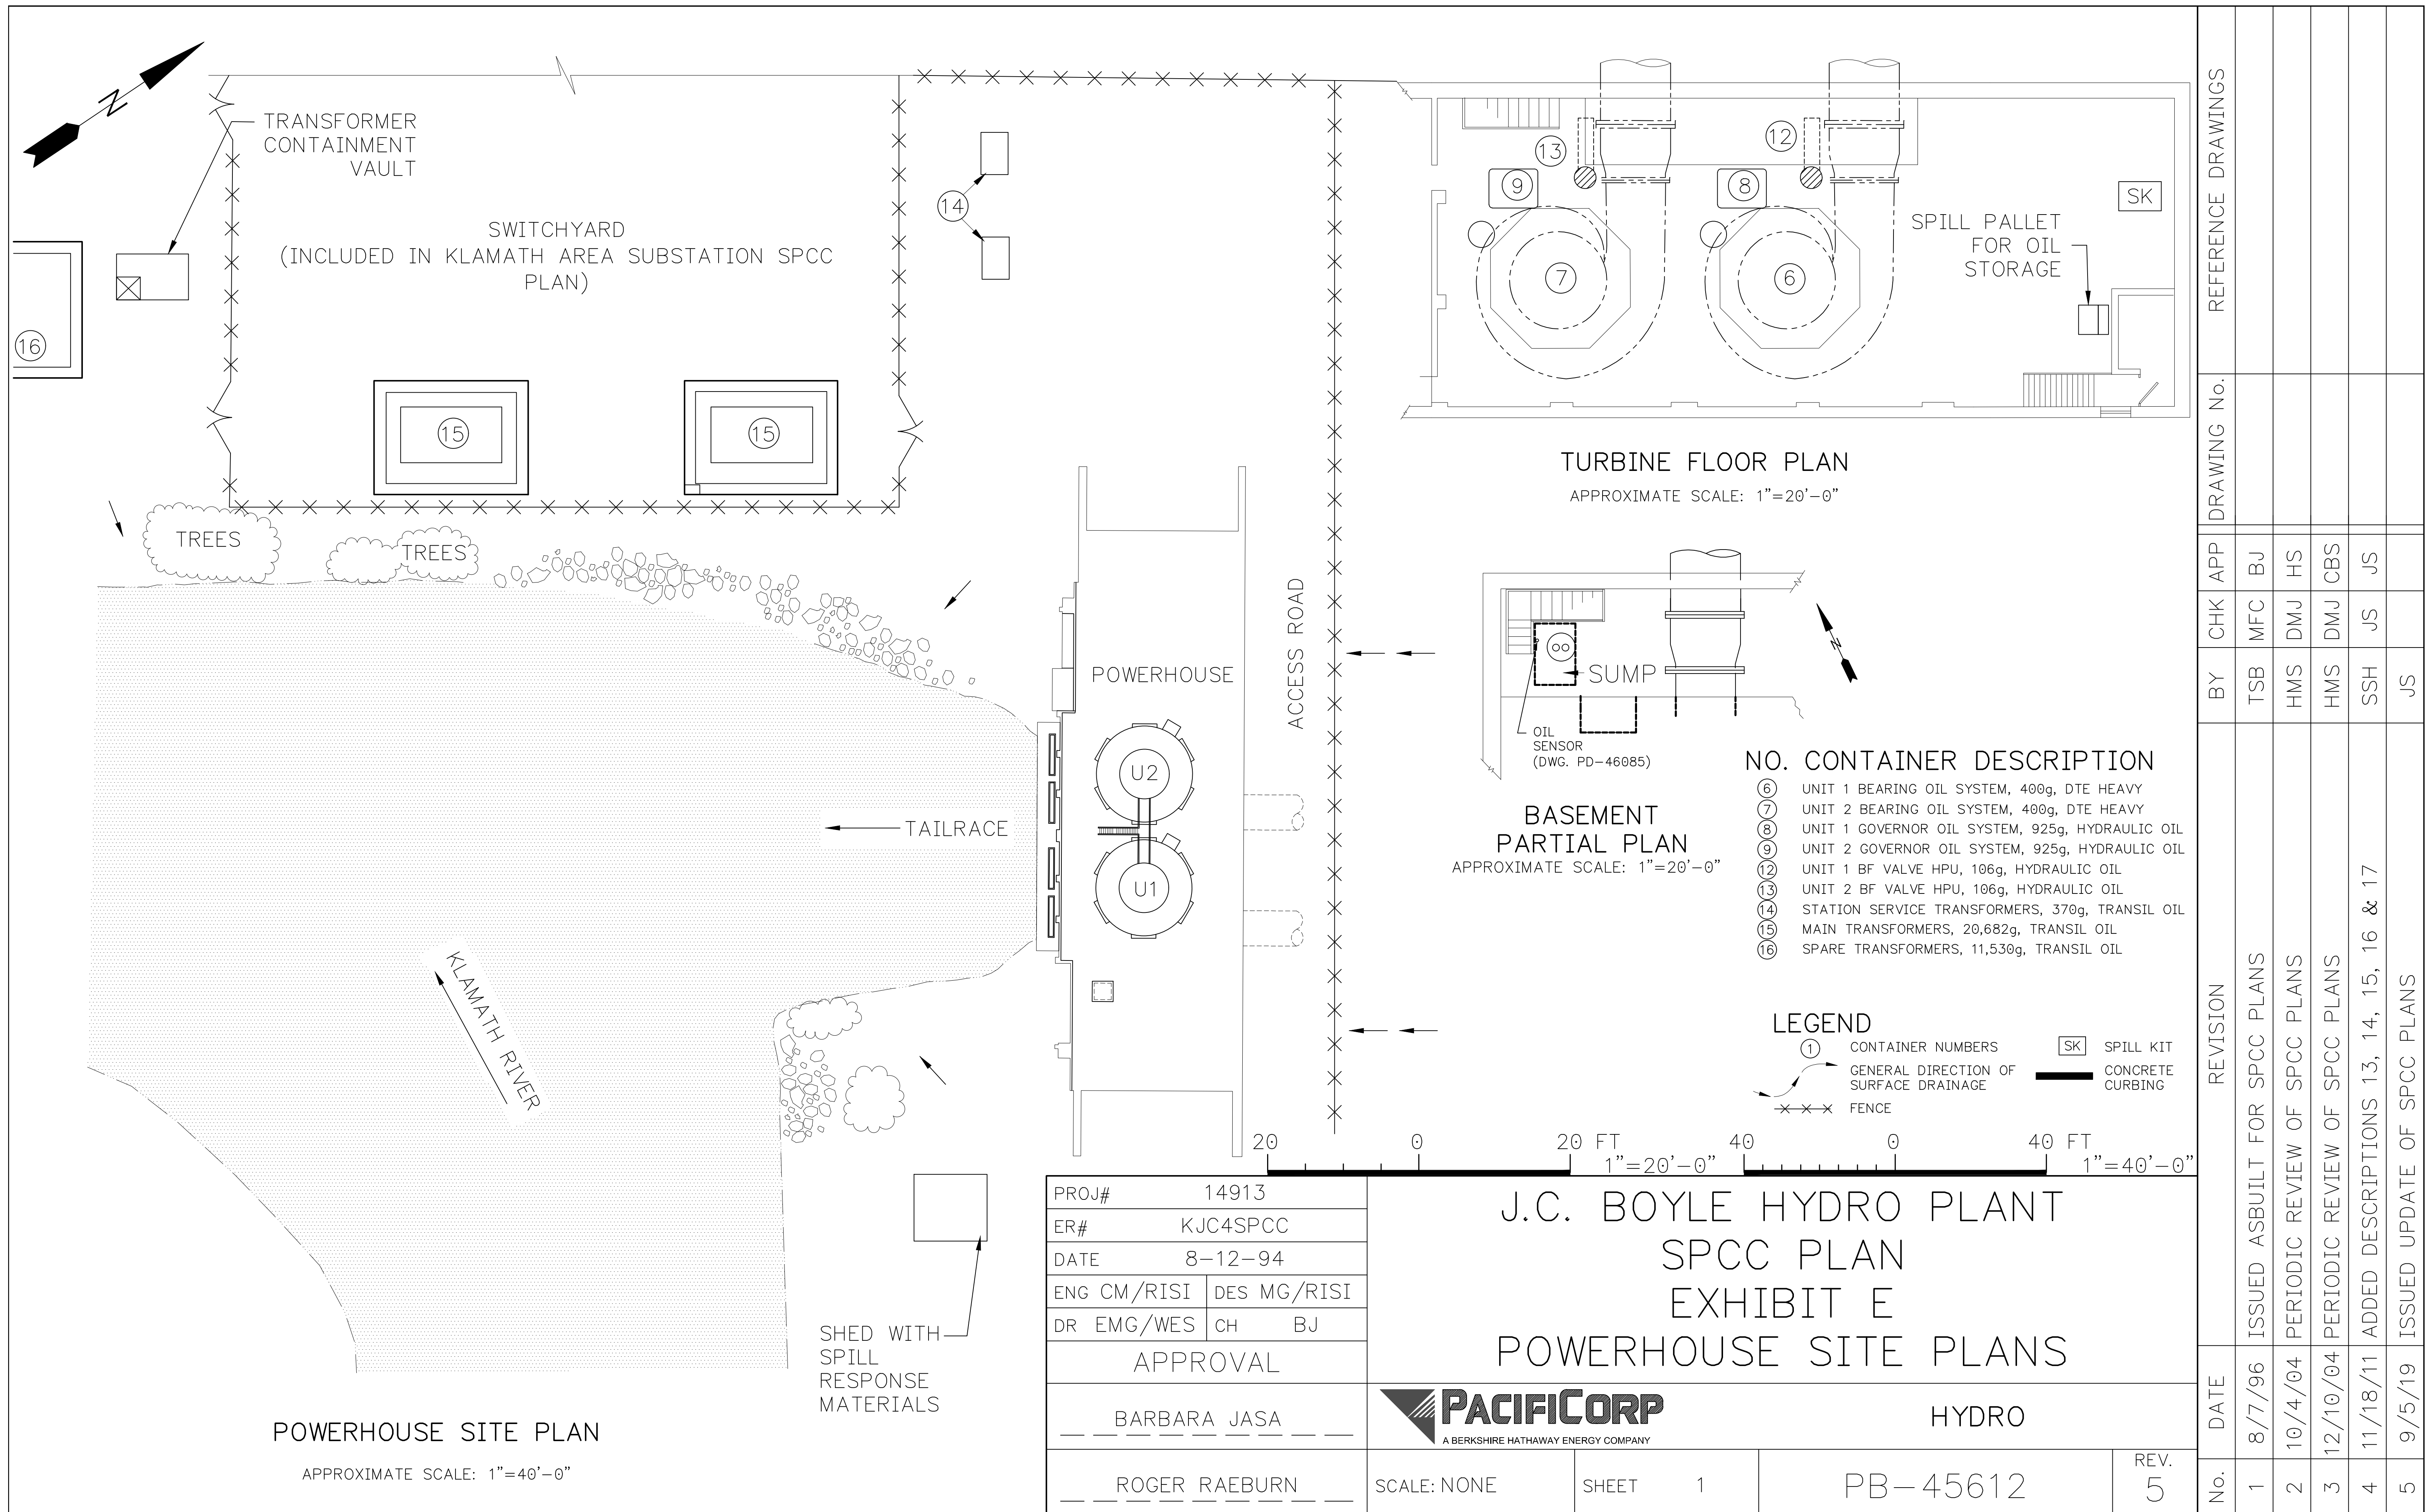 N
TRANSFORMER
CONTAINMENT
VAULT
SWITCHYARD
(INCLUDED IN KLAMATH AREA SUBSTATION SPCC
PLAN)
14
16
15
15
TREES
TREES
POWERHOUSE
ACCESS ROAD
U2
U1
TAILRACE
KLAMATH RIVER
SHED WITH
SPILL
RESPONSE
MATERIALS
POWERHOUSE SITE PLAN
APPROXIMATE SCALE: 1"=40'-0"
13
12
9
8
7
6
SK
SPILL PALLET
FOR OIL
STORAGE
TURBINE FLOOR PLAN
APPROXIMATE SCALE: 1"=20'-0"
N
SUMP
OIL
SENSOR
(DWG. PD-46085)
BASEMENT
PARTIAL PLAN
APPROXIMATE SCALE: 1"=20'-0"
NO. CONTAINER DESCRIPTION
6 UNIT 1 BEARING OIL SYSTEM, 400g, DTE HEAVY
7 UNIT 2 BEARING OIL SYSTEM, 400g, DTE HEAVY
8 UNIT 1 GOVERNOR OIL SYSTEM, 925g, HYDRAULIC OIL
9 UNIT 2 GOVERNOR OIL SYSTEM, 925g, HYDRAULIC OIL
12 UNIT 1 BF VALVE HPU, 106g, HYDRAULIC OIL
13 UNIT 2 BF VALVE HPU, 106g, HYDRAULIC OIL
14 STATION SERVICE TRANSFORMERS, 370g, TRANSIL OIL
15 MAIN TRANSFORMERS, 20,682g, TRANSIL OIL
16 SPARE TRANSFORMERS, 11,530g, TRANSIL OIL
LEGEND
1 CONTAINER NUMBERS
GENERAL DIRECTION OF
SURFACE DRAINAGE
FENCE
SK SPILL KIT
CONCRETE
CURBING
20 0 20 FT
1"=20'-0"
40 0 40 FT
1"=40'-0"
PROJ# 14913
ER# KJC4SPCC
DATE 8-12-94
ENG CM/RISI DES MG/RISI
DR EMG/WES CH BJ
APPROVAL
BARBARA JASA
ROGER RAEBURN
J.C. BOYLE HYDRO PLANT
SPCC PLAN
EXHIBIT E
POWERHOUSE SITE PLANS
PACIFICORP
A BERKSHIRE HATHAWAY ENERGY COMPANY
HYDRO
SCALE: NONE
SHEET 1
PB-45612
REV.
5
No. DATE REVISION BY CHK APP DRAWING No. REFERENCE DRAWINGS
1 8/7/96 ISSUED ASBUILT FOR SPCC PLANS TSB MFC BJ
2 10/4/04 PERIODIC REVIEW OF SPCC PLANS HMS DMJ HS
3 12/10/04 PERIODIC REVIEW OF SPCC PLANS HMS DMJ CBS
4 11/18/11 ADDED DESCRIPTIONS 13, 14, 15, 16 & 17 SSH JS JS
5 9/5/19 ISSUED UPDATE OF SPCC PLANS JS